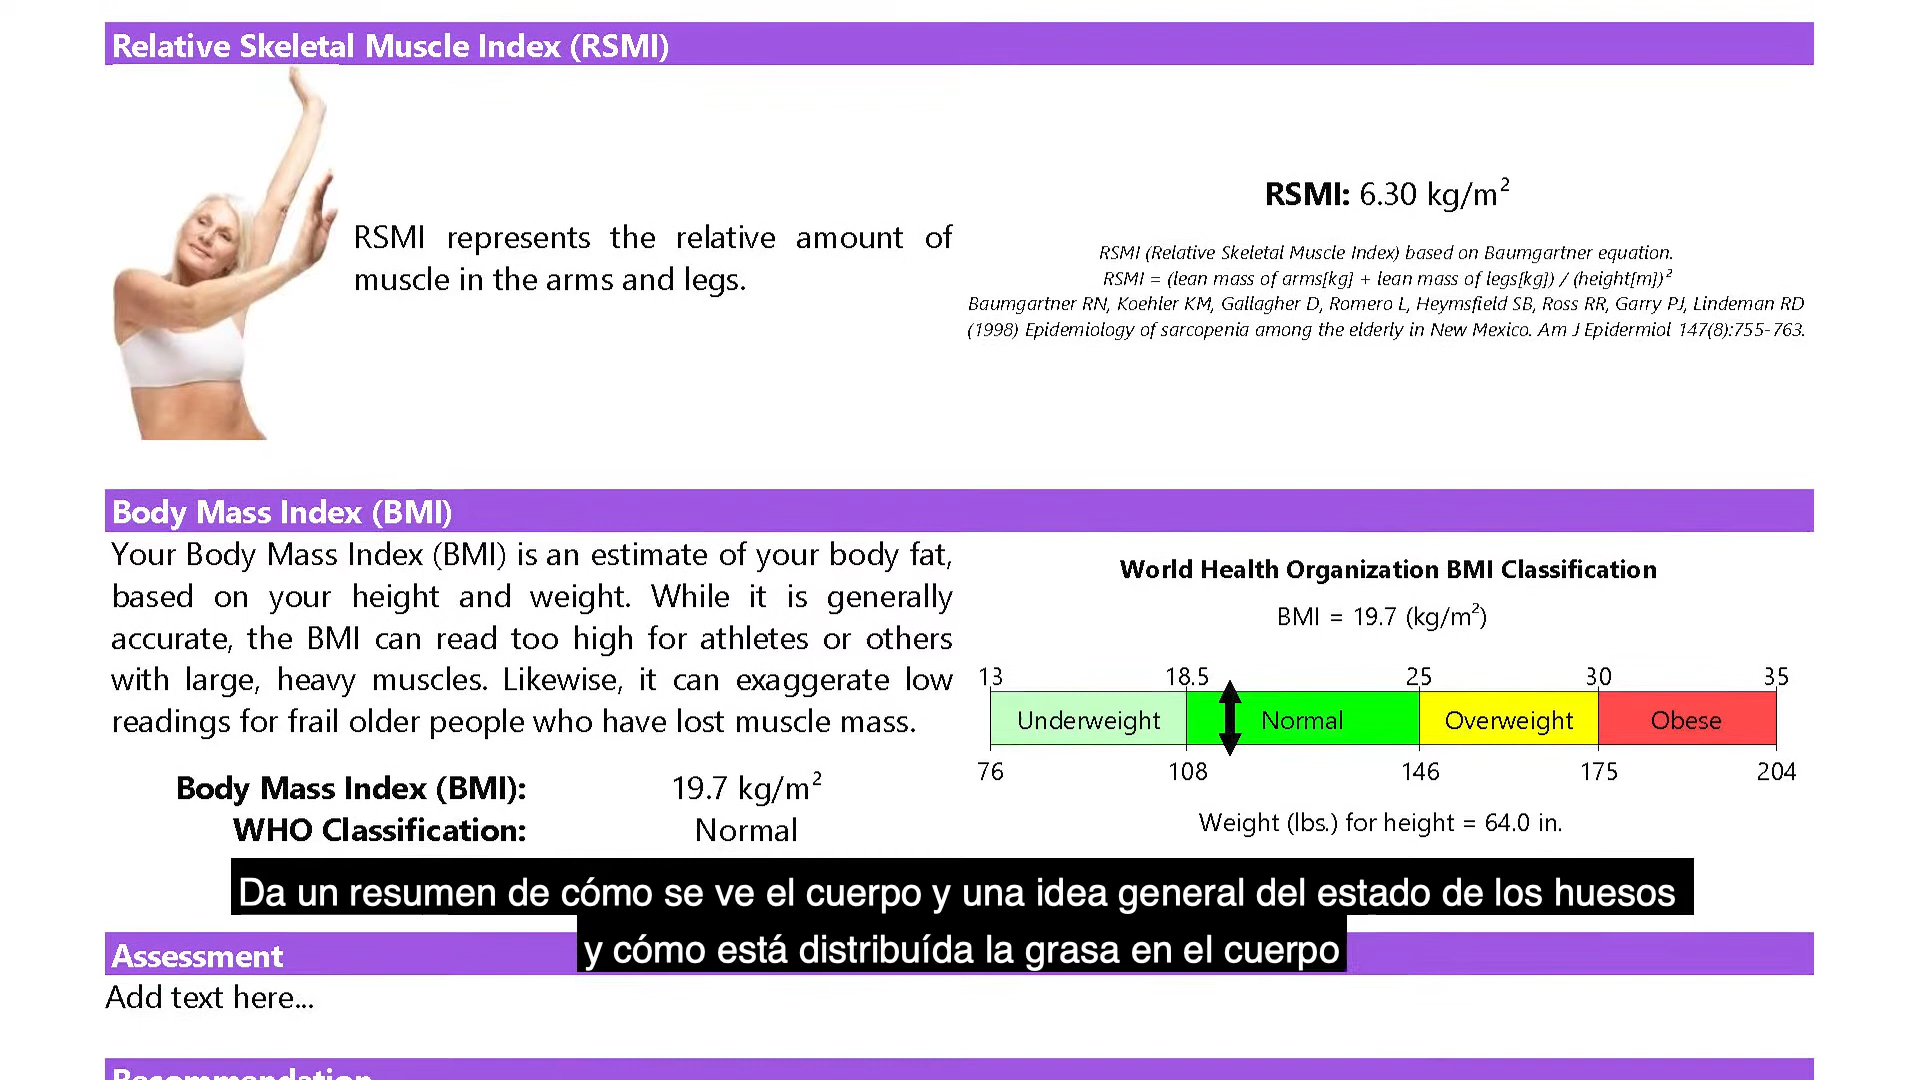 Relative Skeletal Muscle Index (RSMI)
RSMI represents the relative amount of
muscle in the arms and legs.
RSMI: 6.30 kg/m²
RSMI (Relative Skeletal Muscle Index) based on Baumgartner equation.
RSMI = (lean mass of arms[kg] + lean mass of legs[kg]) / (height[m])²
Baumgartner RN, Koehler KM, Gallagher D, Romero L, Heymsfield SB, Ross RR, Garry PJ, Lindeman RD
(1998) Epidemiology of sarcopenia among the elderly in New Mexico. Am J Epidermiol 147(8):755-763.
Body Mass Index (BMI)
Your Body Mass Index (BMI) is an estimate of your body fat,
based on your height and weight. While it is generally
accurate, the BMI can read too high for athletes or others
with large, heavy muscles. Likewise, it can exaggerate low
readings for frail older people who have lost muscle mass.
Body Mass Index (BMI): 19.7 kg/m²
WHO Classification: Normal
World Health Organization BMI Classification
BMI = 19.7 (kg/m²)
13 18.5 25 30 35
Underweight Normal Overweight Obese
76 108 146 175 204
Weight (lbs.) for height = 64.0 in.
Da un resumen de cómo se ve el cuerpo y una idea general del estado de los huesos
y cómo está distribuída la grasa en el cuerpo
Assessment
Add text here...
Recommendation